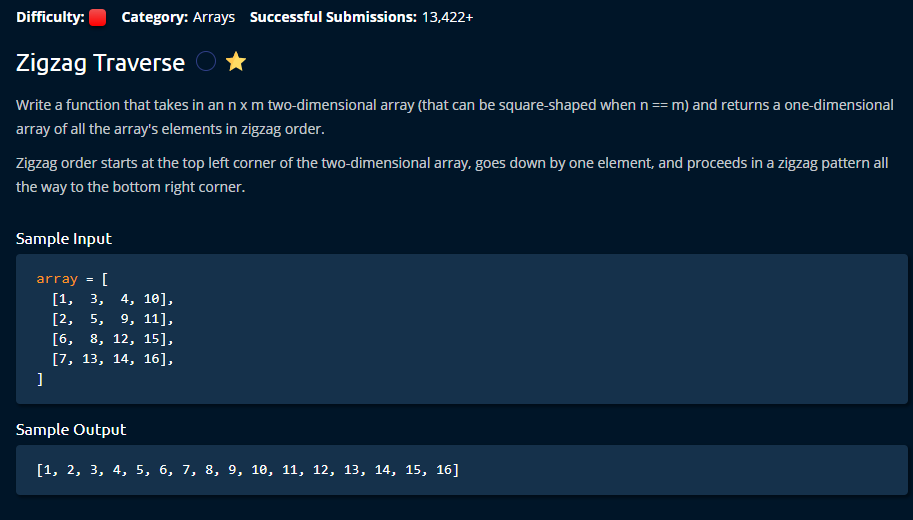 Difficulty: Category: Arrays Successful Submissions: 13,422+
Zigzag Traverse
Write a function that takes in an n x m two-dimensional array (that can be square-shaped when n == m) and returns a one-dimensional
array of all the array's elements in zigzag order.
Zigzag order starts at the top left corner of the two-dimensional array, goes down by one element, and proceeds in a zigzag pattern all
the way to the bottom right corner.
Sample Input
array = [
  [1,  3,  4, 10],
  [2,  5,  9, 11],
  [6,  8, 12, 15],
  [7, 13, 14, 16],
]
Sample Output
[1, 2, 3, 4, 5, 6, 7, 8, 9, 10, 11, 12, 13, 14, 15, 16]